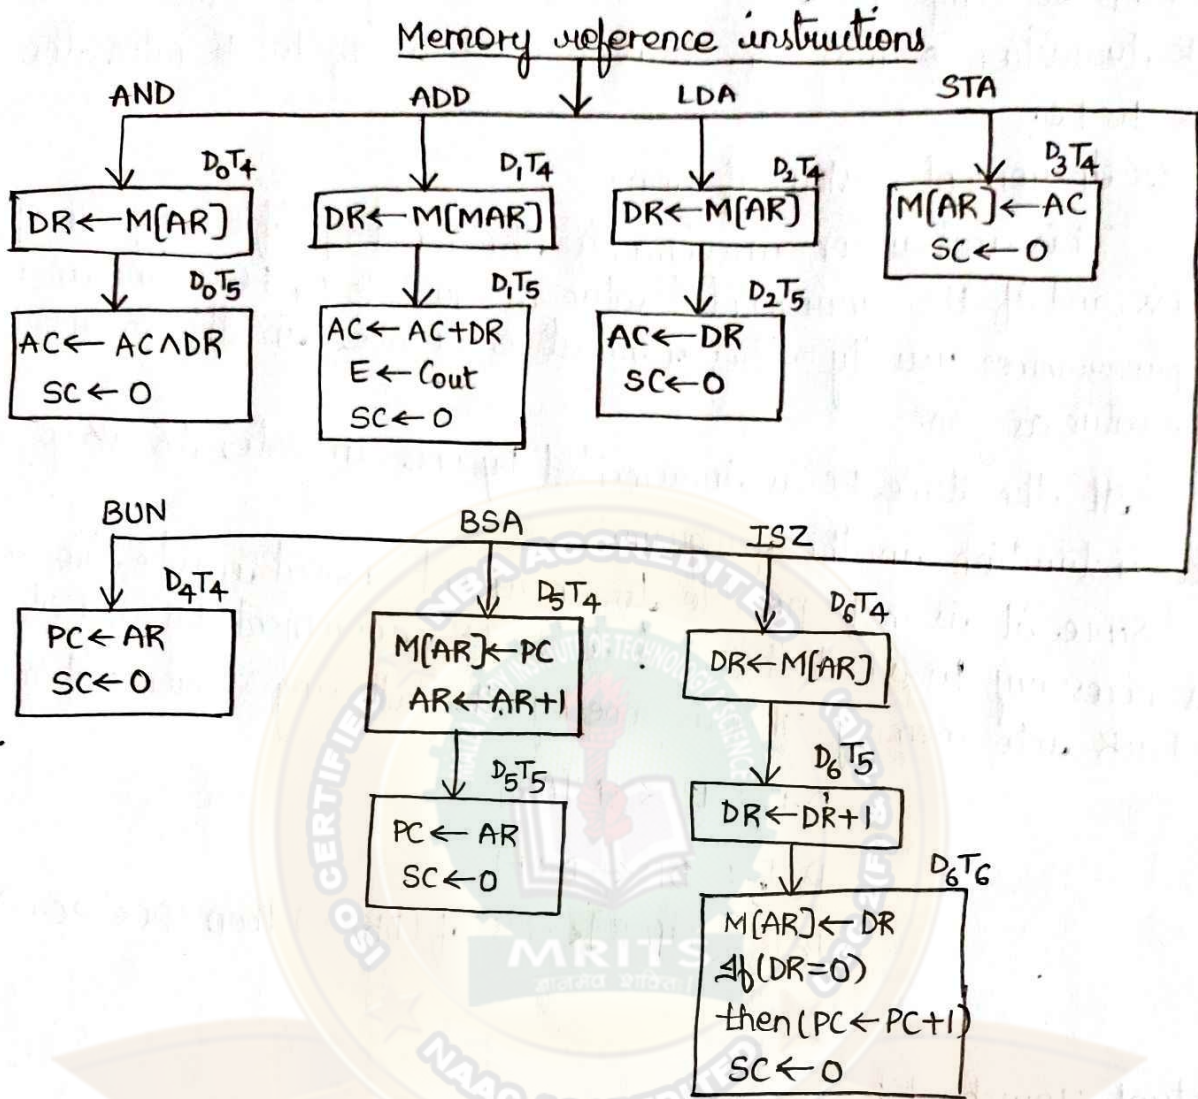 Memory reference instructions
AND ADD LDA STA
D₀T₄
DR ← M[AR]
D₀T₅
AC ← AC∧DR
SC ← 0
D₁T₄
DR ← M[MAR]
D₁T₅
AC ← AC+DR
E ← Cout
SC ← 0
D₂T₄
DR ← M[AR]
D₂T₅
AC ← DR
SC ← 0
D₃T₄
M[AR] ← AC
SC ← 0
BUN BSA ISZ
D₄T₄
PC ← AR
SC ← 0
D₅T₄
M[AR] ← PC
AR ← AR+1
D₅T₅
PC ← AR
SC ← 0
D₆T₄
DR ← M[AR]
D₆T₅
DR ← DR+1
D₆T₆
M[AR] ← DR
If (DR=0)
then (PC ← PC+1)
SC ← 0
NBA ACCREDITED
CERTIFIED
MRITS